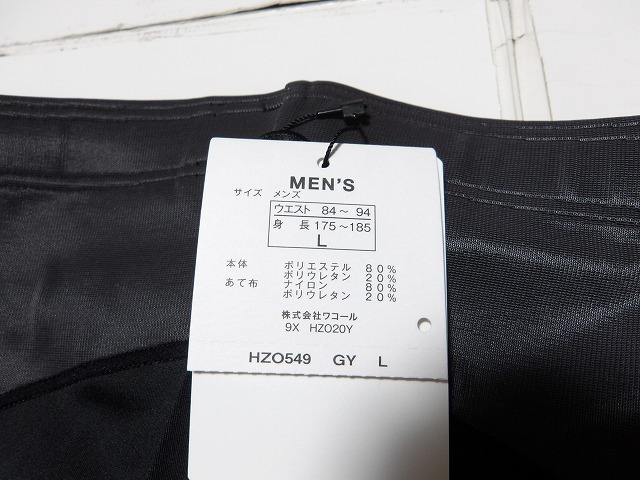 MEN'S
サイズ メンズ
ウエスト 84～94
身長 175～185
L
本体 ポリエステル 80%
ポリウレタン 20%
あて布 ナイロン 80%
ポリウレタン 20%
株式会社ワコール
9X HZO20Y
HZO549 GY L